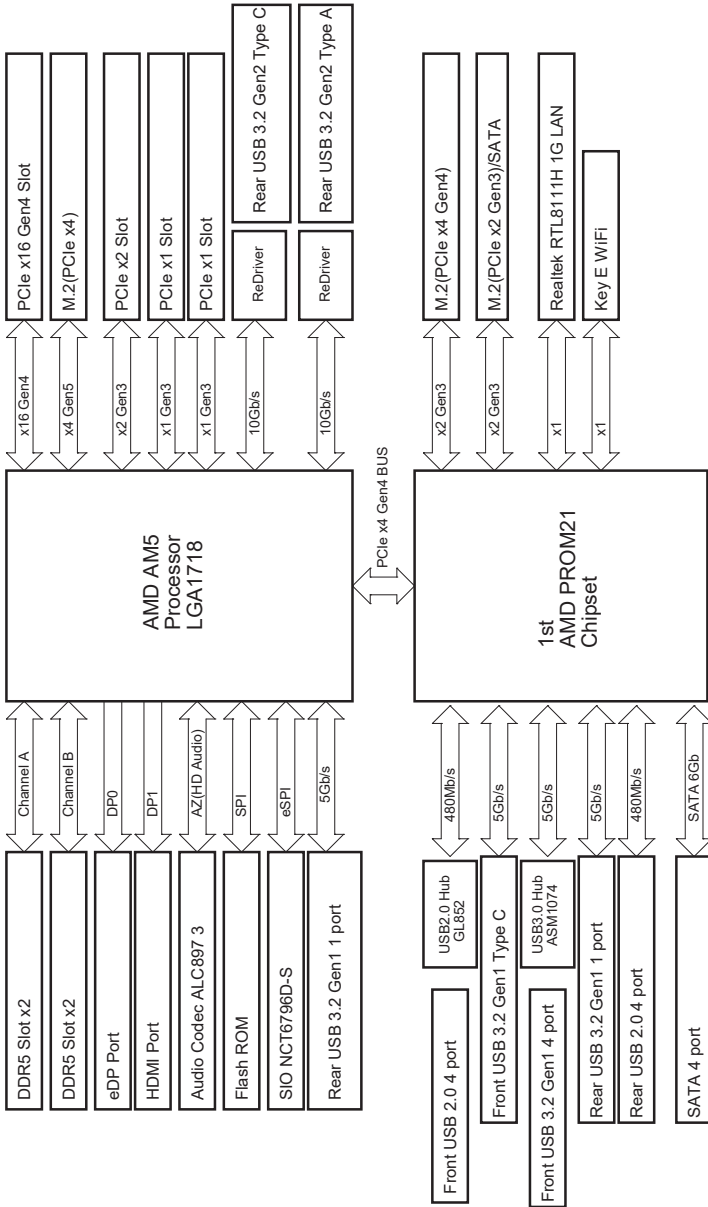 DDR5 Slot x2
Channel A
DDR5 Slot x2
Channel B
eDP Port
DP0
HDMI Port
DP1
Audio Codec ALC897 3
AZ(HD Audio)
Flash ROM
SPI
SIO NCT6796D-S
eSPI
Rear USB 3.2 Gen1 1 port
5Gb/s
AMD AM5
Processor
LGA1718
x16 Gen4
PCIe x16 Gen4 Slot
x4 Gen5
M.2(PCIe x4)
x2 Gen3
PCIe x2 Slot
x1 Gen3
PCIe x1 Slot
x1 Gen3
PCIe x1 Slot
10Gb/s
ReDriver
Rear USB 3.2 Gen2 Type C
10Gb/s
ReDriver
Rear USB 3.2 Gen2 Type A
PCIe x4 Gen4 BUS
Front USB 2.0 4 port
USB2.0 Hub
GL852
480Mb/s
Front USB 3.2 Gen1 Type C
5Gb/s
Front USB 3.2 Gen1 4 port
USB3.0 Hub
ASM1074
5Gb/s
Rear USB 3.2 Gen1 1 port
5Gb/s
Rear USB 2.0 4 port
480Mb/s
SATA 4 port
SATA 6Gb
1st
AMD PROM21
Chipset
x2 Gen3
M.2(PCIe x4 Gen4)
x2 Gen3
M.2(PCIe x2 Gen3)/SATA
x1
Realtek RTL8111H 1G LAN
x1
Key E WiFi